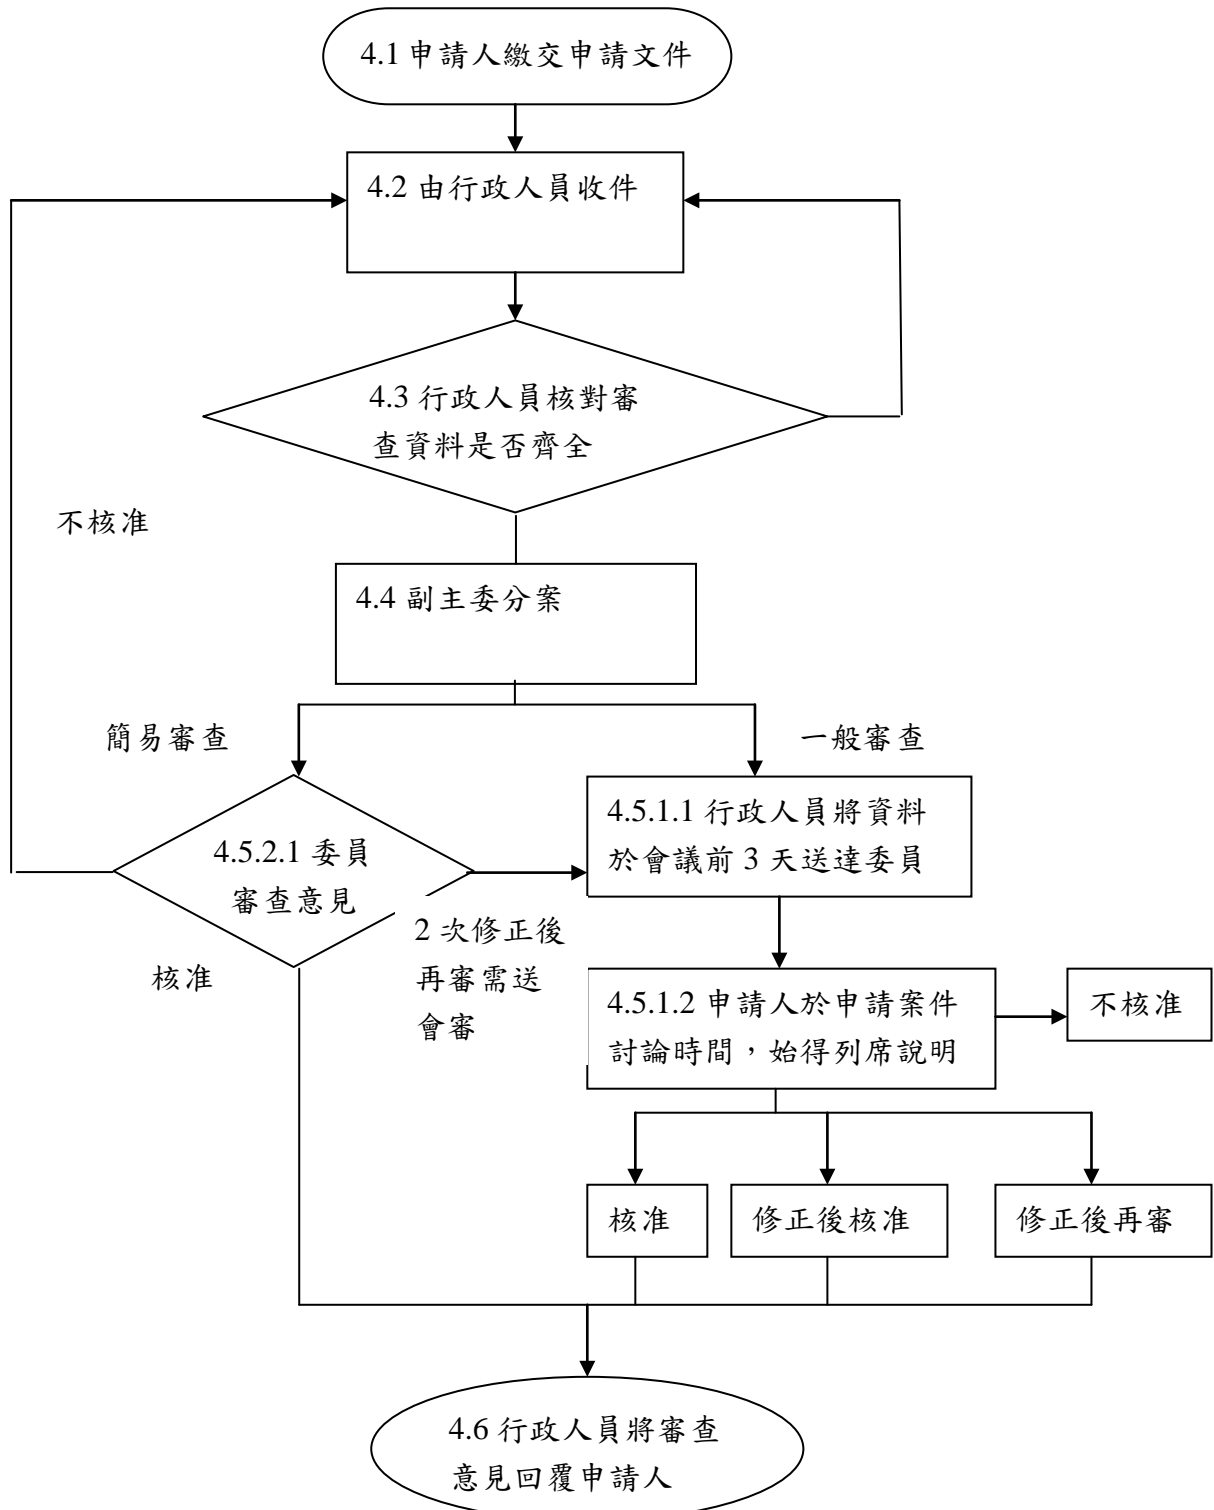 4.1申請人繳交申請文件
4.2 由行政人員收件
4.3 行政人員核對審
查資料是否齊全
不核准
4.4 副主委分案
簡易審查
一般審查
4.5.2.1 委員
審查意見
4.5.1.1 行政人員將資料
於會議前 3 天送達委員
核准
2 次修正後
再審需送
會審
4.5.1.2 申請人於申請案件
討論時間，始得列席說明
不核准
核准
修正後核准
修正後再審
4.6 行政人員將審查
意見回覆申請人